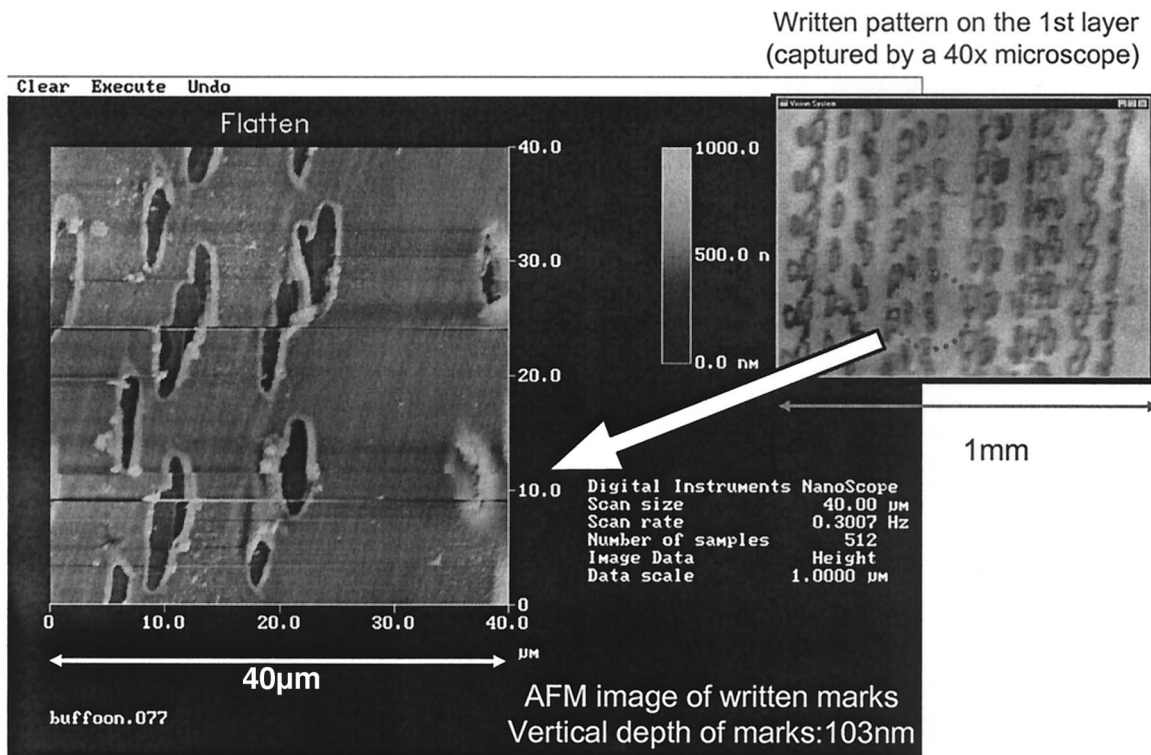 Written pattern on the 1st layer
(captured by a 40x microscope)
Clear Execute Undo
Vision System
Flatten
40.0
30.0
20.0
10.0
0
0 10.0 20.0 30.0 40.0
µm
1000.0
500.0 n
0.0 nm
1mm
Digital Instruments NanoScope
Scan size 40.00 µm
Scan rate 0.3007 Hz
Number of samples 512
Image Data Height
Data scale 1.0000 µm
40µm
buffoon.077
AFM image of written marks
Vertical depth of marks:103nm